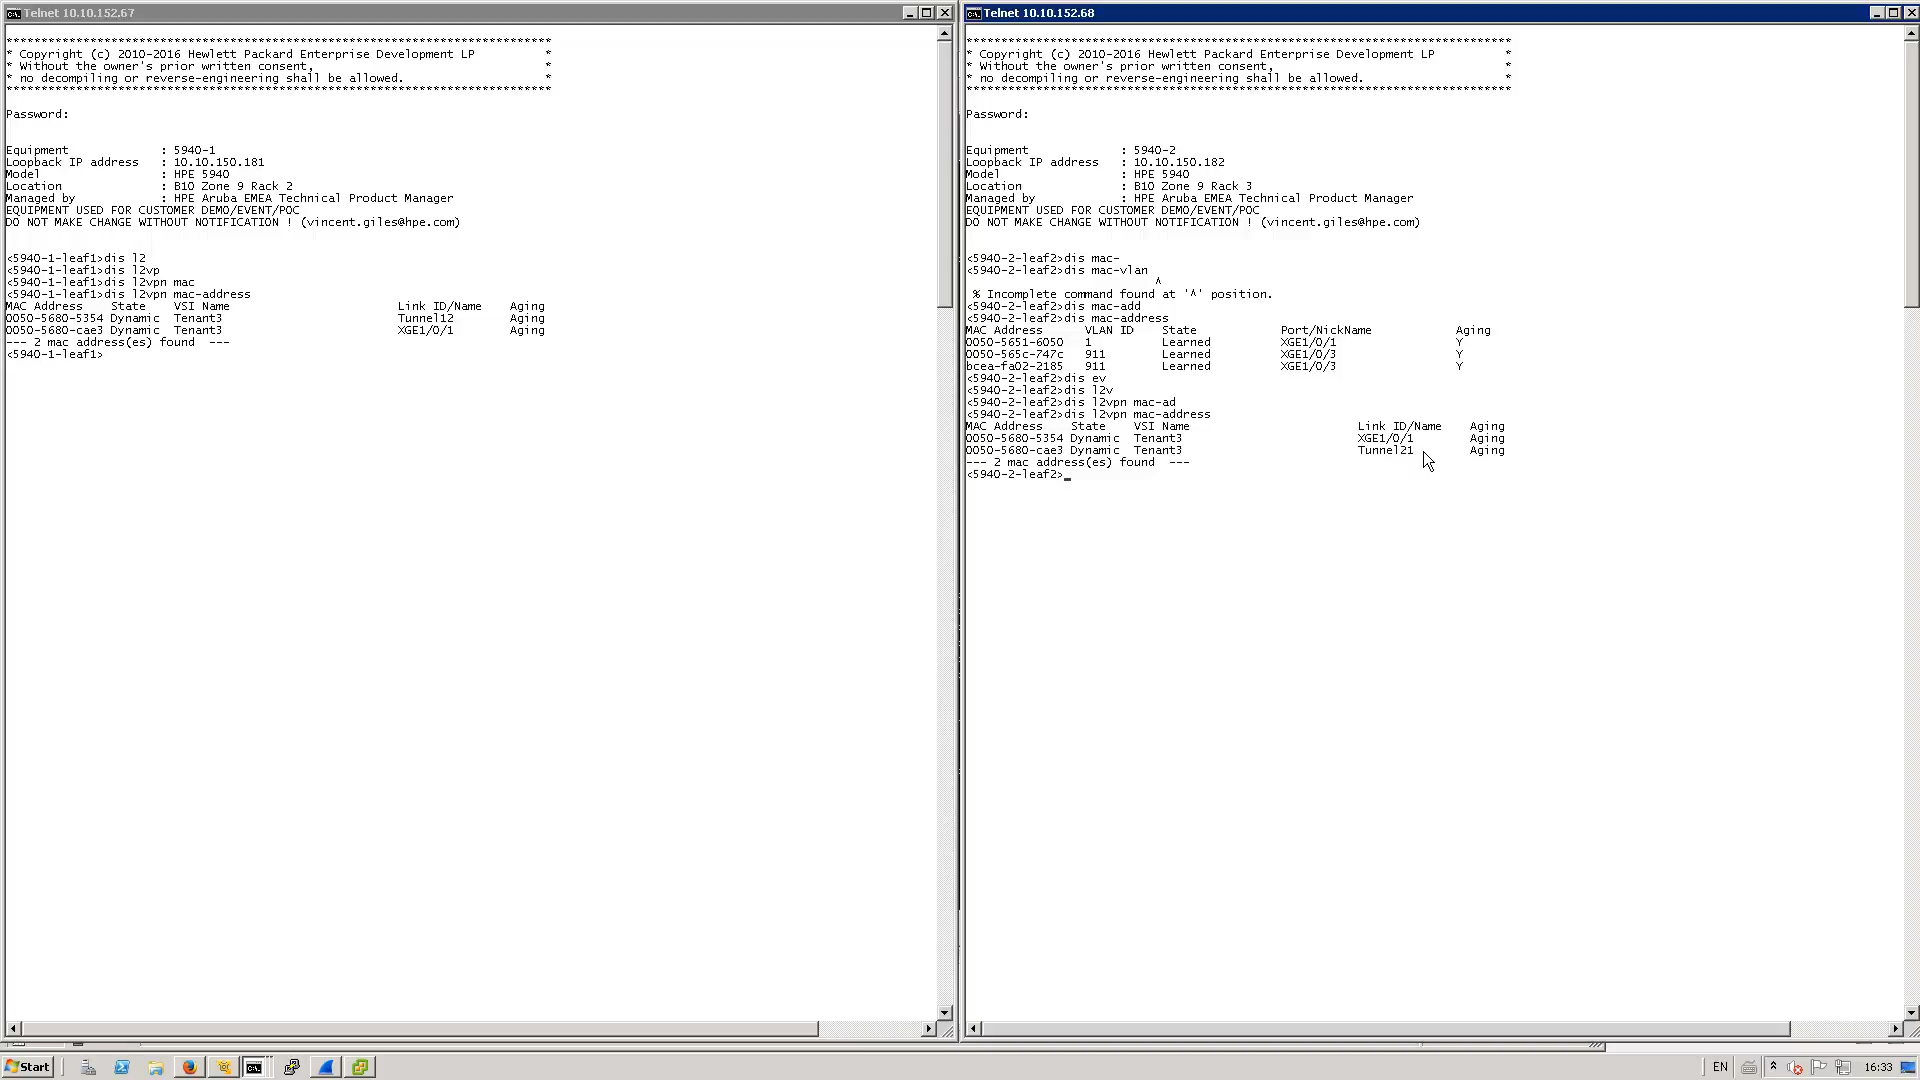 Telnet 10.10.152.67
*******************************************************************************
* Copyright (c) 2010-2016 Hewlett Packard Enterprise Development LP *
* Without the owner's prior written consent, *
* no decompiling or reverse-engineering shall be allowed. *
*******************************************************************************
Password:
Equipment : 5940-1
Loopback IP address : 10.10.150.181
Model : HPE 5940
Location : B10 Zone 9 Rack 2
Managed by : HPE Aruba EMEA Technical Product Manager
EQUIPMENT USED FOR CUSTOMER DEMO/EVENT/POC
DO NOT MAKE CHANGE WITHOUT NOTIFICATION ! (vincent.giles@hpe.com)
<5940-1-leaf1>dis l2
<5940-1-leaf1>dis l2vp
<5940-1-leaf1>dis l2vpn mac
<5940-1-leaf1>dis l2vpn mac-address
MAC Address State VSI Name Link ID/Name Aging
0050-5680-5354 Dynamic Tenant3 Tunnel12 Aging
0050-5680-cae3 Dynamic Tenant3 XGE1/0/1 Aging
--- 2 mac address(es) found ---
<5940-1-leaf1>
Telnet 10.10.152.68
*******************************************************************************
* Copyright (c) 2010-2016 Hewlett Packard Enterprise Development LP *
* Without the owner's prior written consent, *
* no decompiling or reverse-engineering shall be allowed. *
*******************************************************************************
Password:
Equipment : 5940-2
Loopback IP address : 10.10.150.182
Model : HPE 5940
Location : B10 Zone 9 Rack 3
Managed by : HPE Aruba EMEA Technical Product Manager
EQUIPMENT USED FOR CUSTOMER DEMO/EVENT/POC
DO NOT MAKE CHANGE WITHOUT NOTIFICATION ! (vincent.giles@hpe.com)
<5940-2-leaf2>dis mac-
<5940-2-leaf2>dis mac-vlan
^
% Incomplete command found at '^' position.
<5940-2-leaf2>dis mac-add
<5940-2-leaf2>dis mac-address
MAC Address VLAN ID State Port/NickName Aging
0050-5651-6050 1 Learned XGE1/0/1 Y
0050-565c-747c 911 Learned XGE1/0/3 Y
bcea-fa02-2185 911 Learned XGE1/0/3 Y
<5940-2-leaf2>dis ev
<5940-2-leaf2>dis l2v
<5940-2-leaf2>dis l2vpn mac-ad
<5940-2-leaf2>dis l2vpn mac-address
MAC Address State VSI Name Link ID/Name Aging
0050-5680-5354 Dynamic Tenant3 XGE1/0/1 Aging
0050-5680-cae3 Dynamic Tenant3 Tunnel21 Aging
--- 2 mac address(es) found ---
<5940-2-leaf2>_
Start
EN
16:33